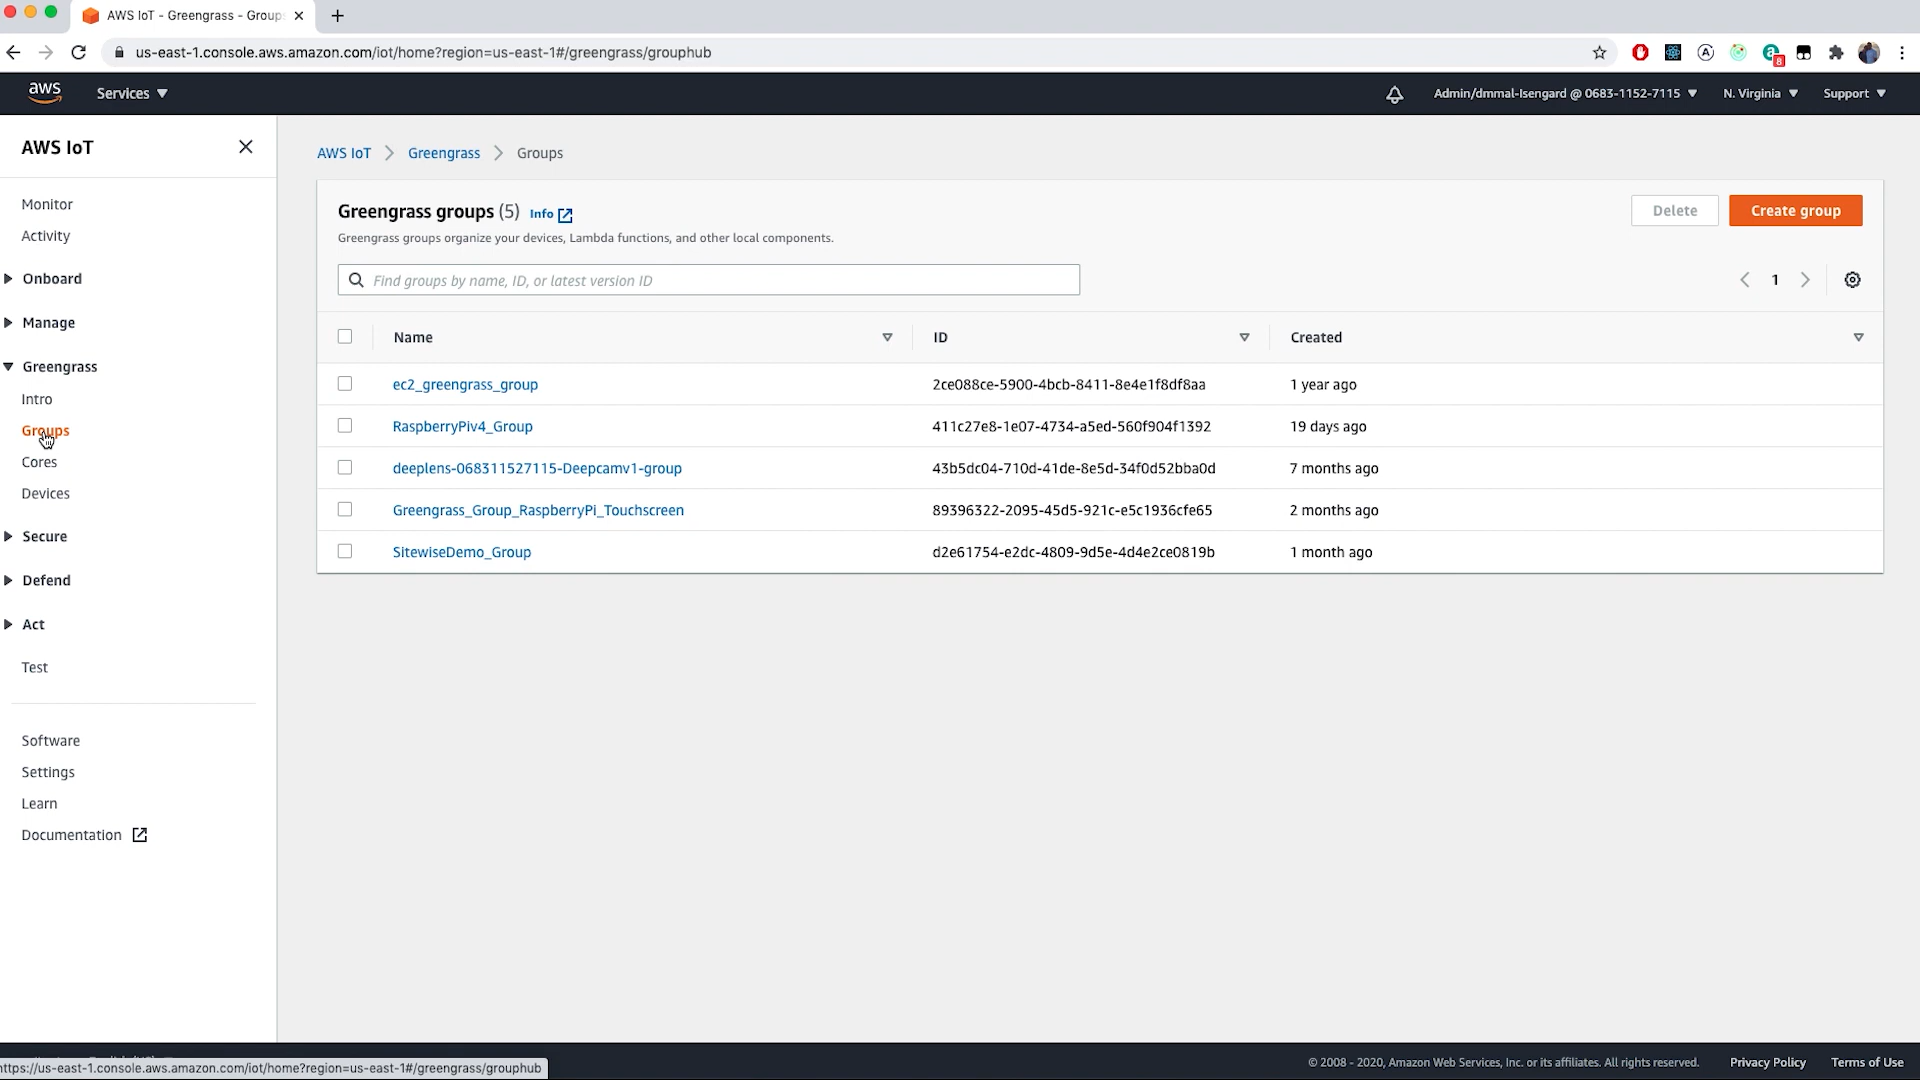 AWS IoT - Greengrass - Group
us-east-1.console.aws.amazon.com/iot/home?region=us-east-1#/greengrass/grouphub
8
aws
Services
Admin/dmmal-Isengard @ 0683-1152-7115
N. Virginia
Support
AWS IoT
Monitor
Activity
Onboard
Manage
Greengrass
Intro
Groups
Cores
Devices
Secure
Defend
Act
Test
Software
Settings
Learn
Documentation
AWS IoT
Greengrass
Groups
Greengrass groups (5) Info
Greengrass groups organize your devices, Lambda functions, and other local components.
Delete
Create group
Find groups by name, ID, or latest version ID
1
Name ID Created
ec2_greengrass_group 2ce088ce-5900-4bcb-8411-8e4e1f8df8aa 1 year ago
RaspberryPiv4_Group 411c27e8-1e07-4734-a5ed-560f904f1392 19 days ago
deeplens-068311527115-Deepcamv1-group 43b5dc04-710d-41de-8e5d-34f0d52bba0d 7 months ago
Greengrass_Group_RaspberryPi_Touchscreen 89396322-2095-45d5-921c-e5c1936cfe65 2 months ago
SitewiseDemo_Group d2e61754-e2dc-4809-9d5e-4d4e2ce0819b 1 month ago
https://us-east-1.console.aws.amazon.com/iot/home?region=us-east-1#/greengrass/grouphub
© 2008 - 2020, Amazon Web Services, Inc. or its affiliates. All rights reserved.
Privacy Policy
Terms of Use